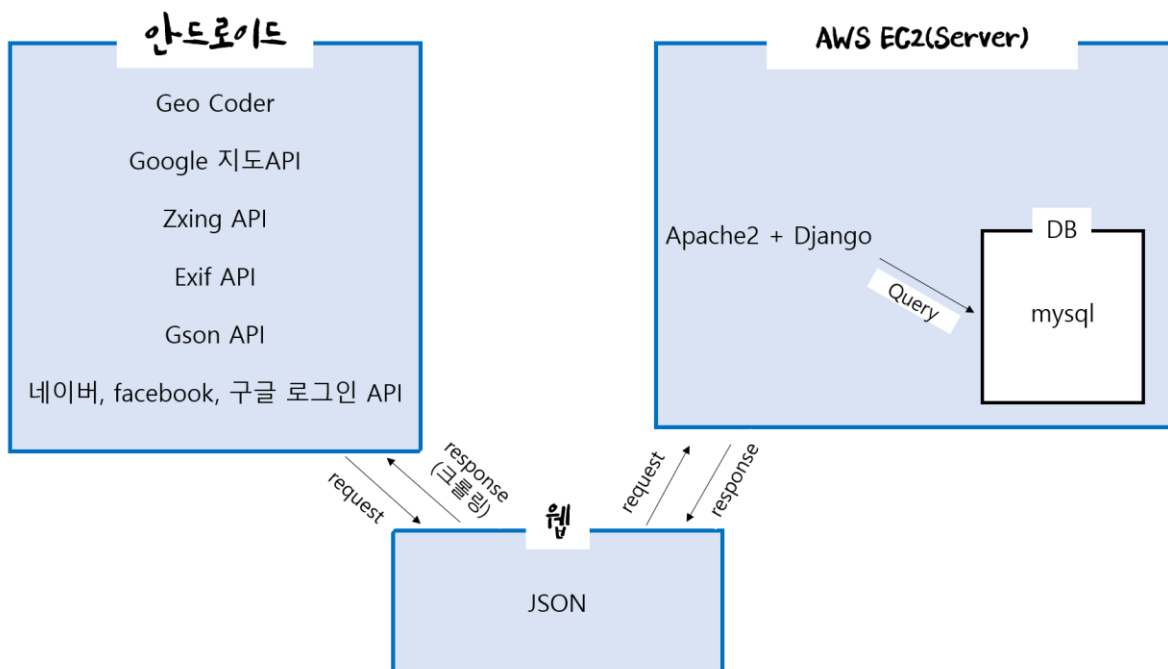 안드로이드
Geo Coder
Google 지도API
Zxing API
Exif API
Gson API
네이버, facebook, 구글 로그인 API
AWS EC2(Server)
Apache2 + Django
Query
DB
mysql
request
response
(크롤링)
request
response
웹
JSON